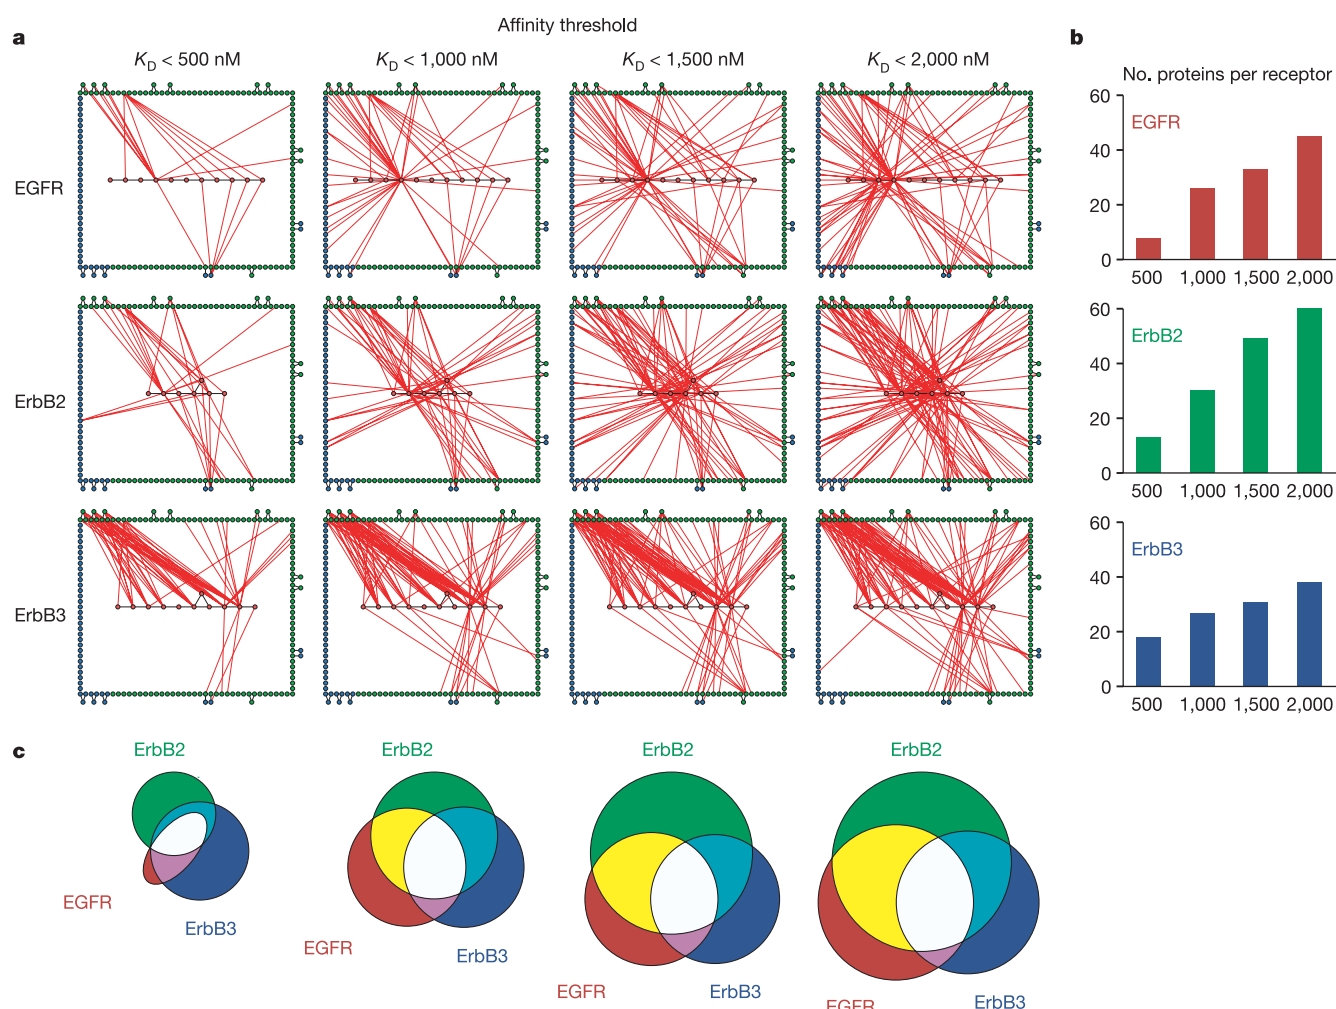 Affinity threshold
a
b
K_D < 500 nM
K_D < 1,000 nM
K_D < 1,500 nM
K_D < 2,000 nM
EGFR
ErbB2
ErbB3
No. proteins per receptor
60
EGFR
40
20
0
500 1,000 1,500 2,000
60
ErbB2
40
20
0
500 1,000 1,500 2,000
60
ErbB3
40
20
0
500 1,000 1,500 2,000
c
ErbB2
EGFR
ErbB3
ErbB2
EGFR
ErbB3
ErbB2
EGFR
ErbB3
ErbB2
EGFR
ErbB3